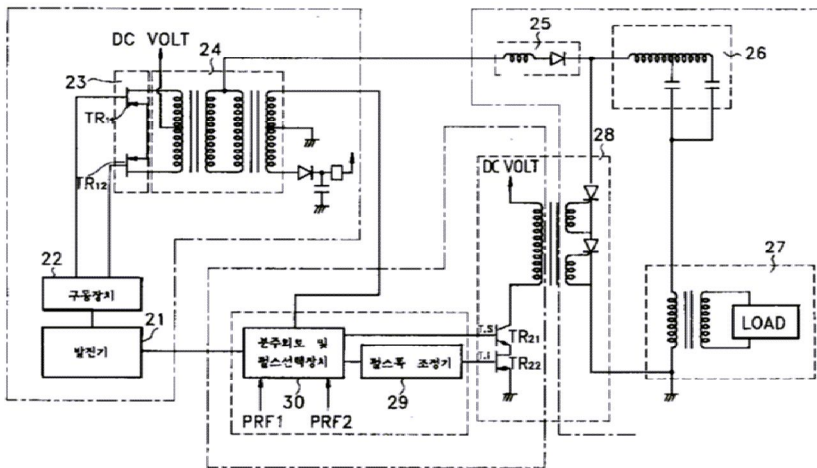 DC VOLT
24
25
26
23
TR₁₁
TR₁₂
22
구동장치
21
발진기
28
DC VOLT
27
LOAD
분주회로 및
펄스선택장치
30
펄스폭 조정기
29
T.S
TR₂₁
T.S
TR₂₂
PRF1
PRF2